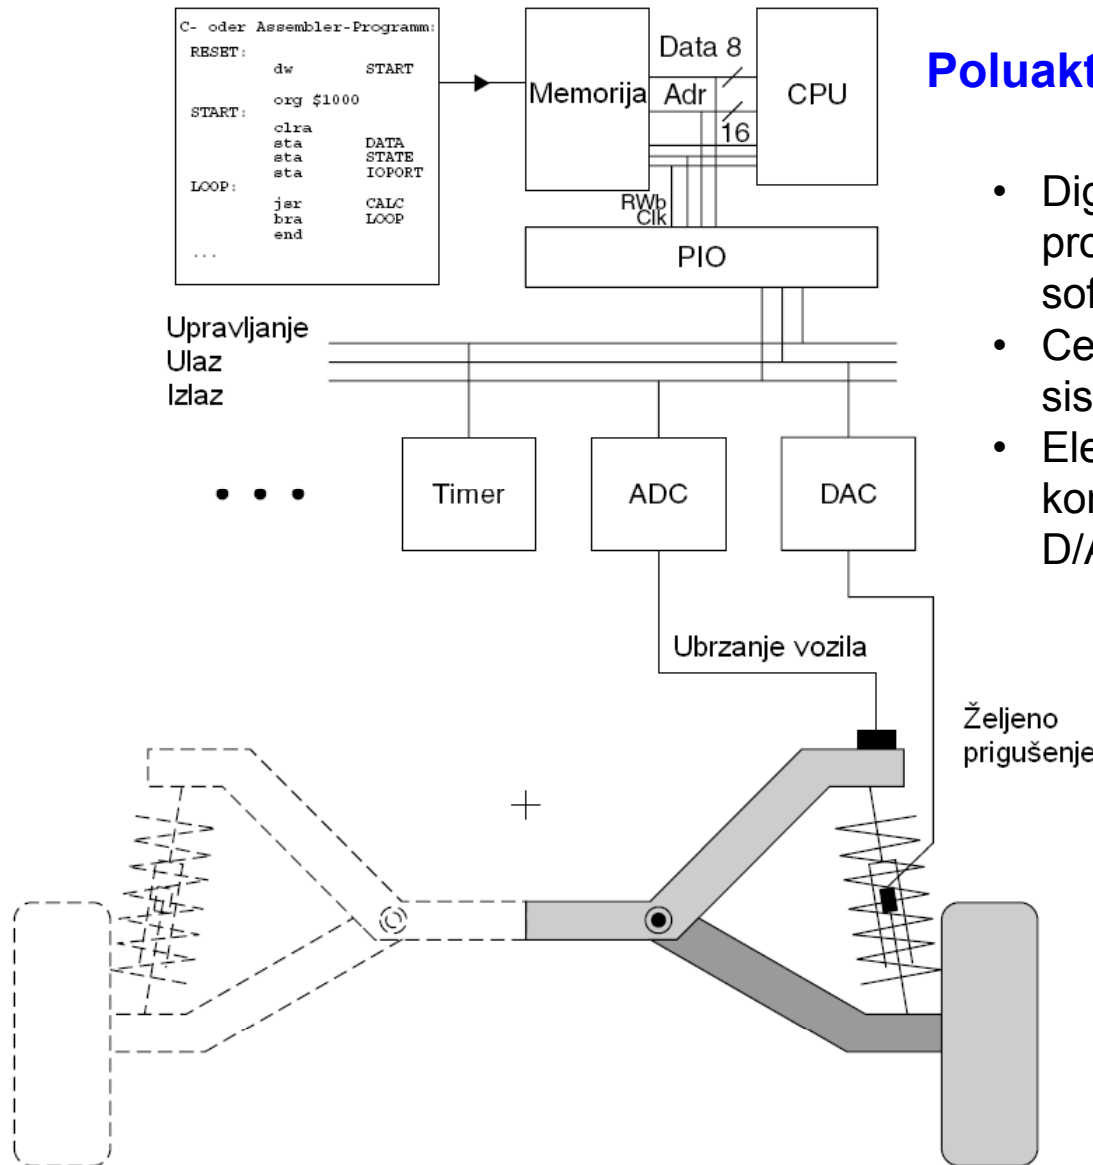 C- oder Assembler-Programm:
RESET:
dw START
org $1000
START:
clra
sta DATA
sta STATE
sta IOPORT
LOOP:
jsr CALC
bra LOOP
end
...
Memorija
Data 8
Adr
16
CPU
RWb
Clk
PIO
Upravljanje
Ulaz
Izlaz
• • •
Timer
ADC
DAC
Ubrzanje vozila
Željeno
prigušenje
Poluakt
• Dig
pro
sof
• Ce
sis
• Ele
kor
D/A